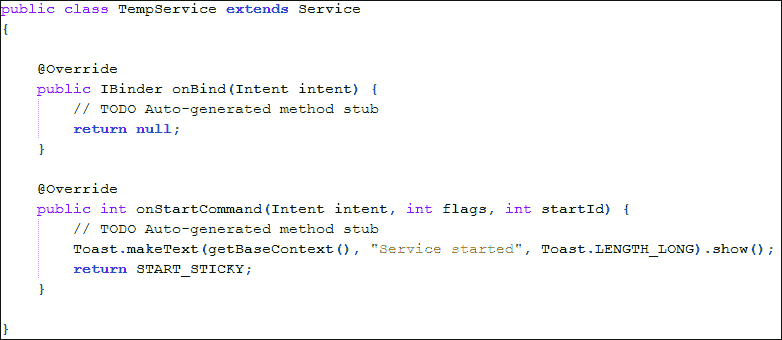 public class TempService extends Service
{
@Override
public IBinder onBind(Intent intent) {
// TODO Auto-generated method stub
return null;
}
@Override
public int onStartCommand(Intent intent, int flags, int startId) {
// TODO Auto-generated method stub
Toast.makeText(getBaseContext(), "Service started", Toast.LENGTH_LONG).show();
return START_STICKY;
}
}